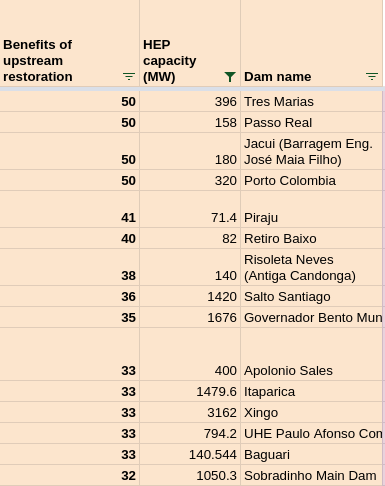 Benefits of upstream restoration HEP capacity (MW) Dam name
50 396 Tres Marias
50 158 Passo Real
50 180 Jacui (Barragem Eng. José Maia Filho)
50 320 Porto Colombia
41 71.4 Piraju
40 82 Retiro Baixo
38 140 Risoleta Neves (Antiga Candonga)
36 1420 Salto Santiago
35 1676 Governador Bento Mun
33 400 Apolonio Sales
33 1479.6 Itaparica
33 3162 Xingo
33 794.2 UHE Paulo Afonso Com
33 140.544 Baguari
32 1050.3 Sobradinho Main Dam